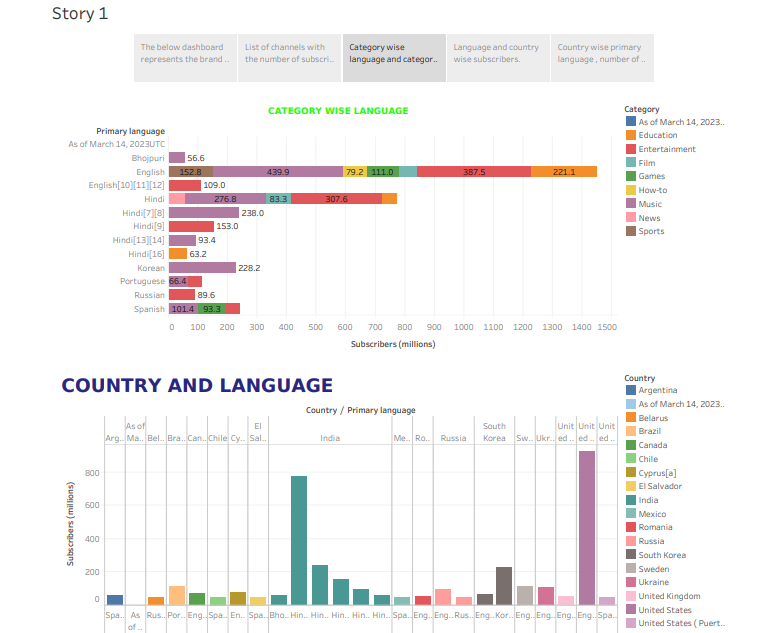 Story 1
The below dashboard
represents the brand ..
List of channels with
the number of subscri..
Category wise
language and categor..
Language and country
wise subscribers.
Country wise primary
language , number of ..
CATEGORY WISE LANGUAGE
Primary language
As of March 14, 2023UTC
Bhojpuri 56.6
English 152.8 439.9 79.2 111.0 387.5 221.1
English[10][11][12] 109.0
Hindi 276.8 83.3 307.6
Hindi[7][8] 238.0
Hindi[9] 153.0
Hindi[13][14] 93.4
Hindi[16] 63.2
Korean 228.2
Portuguese 66.4
Russian 89.6
Spanish 101.4 93.3
0 100 200 300 400 500 600 700 800 900 1000 1100 1200 1300 1400 1500
Subscribers (millions)
Category
As of March 14, 2023..
Education
Entertainment
Film
Games
How-to
Music
News
Sports
COUNTRY AND LANGUAGE
Country / Primary language
Arg.. As of Ma.. Bel.. Bra.. Can.. Chile Cy.. El Sal.. India Me.. Ro.. Russia South Korea Sw.. Ukr.. Unit ed .. Unit ed .. Unit ed ..
Subscribers (millions)
800
600
400
200
0
Spa.. As of .. Rus.. Por.. Eng.. Spa.. En.. Spa.. Bho.. Hin.. Hin.. Hin.. Hin.. Hin.. Spa.. Eng.. Eng.. Rus.. Eng.. Kor.. Eng.. Eng.. Eng.. Eng.. Spa..
Country
Argentina
As of March 14, 2023..
Belarus
Brazil
Canada
Chile
Cyprus[a]
El Salvador
India
Mexico
Romania
Russia
South Korea
Sweden
Ukraine
United Kingdom
United States
United States ( Puert..